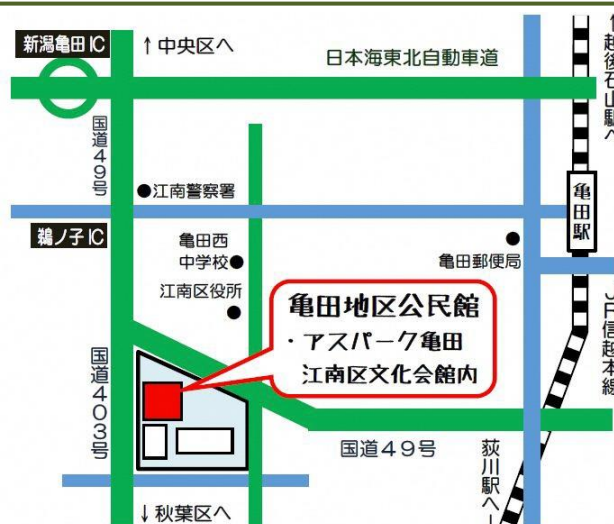 新潟亀田IC
↑中央区へ
日本海東北自動車道
越後石山駅へ
国道49号
●江南警察署
亀田駅
鵜ノ子IC
亀田西
中学校●
亀田郵便局
江南区役所
亀田地区公民館
・アスパーク亀田
江南区文化会館内
JR信越本線
国道403号
国道49号
荻川駅へ
↓秋葉区へ